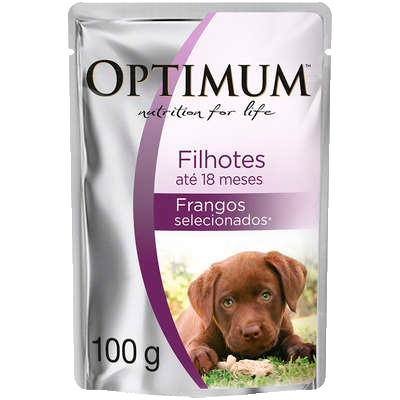 OPTIMUM™
nutrition for life
Filhotes
até 18 meses
Frangos
selecionados*
100 g